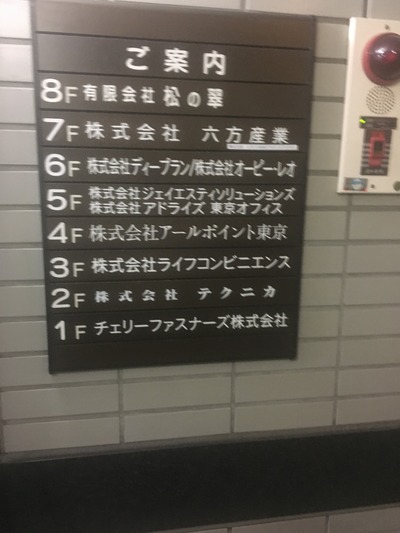 ご案内
8F 有限会社 松の翠
7F 株式会社 六方産業
6F 株式会社ディープラン/株式会社オーピー・レオ
5F 株式会社ジェイエスティソリューションズ
株式会社アドライズ 東京オフィス
4F 株式会社アールポイント東京
3F 株式会社ライフコンビニエンス
2F 株式会社 テクニカ
1F チェリーファスナーズ株式会社